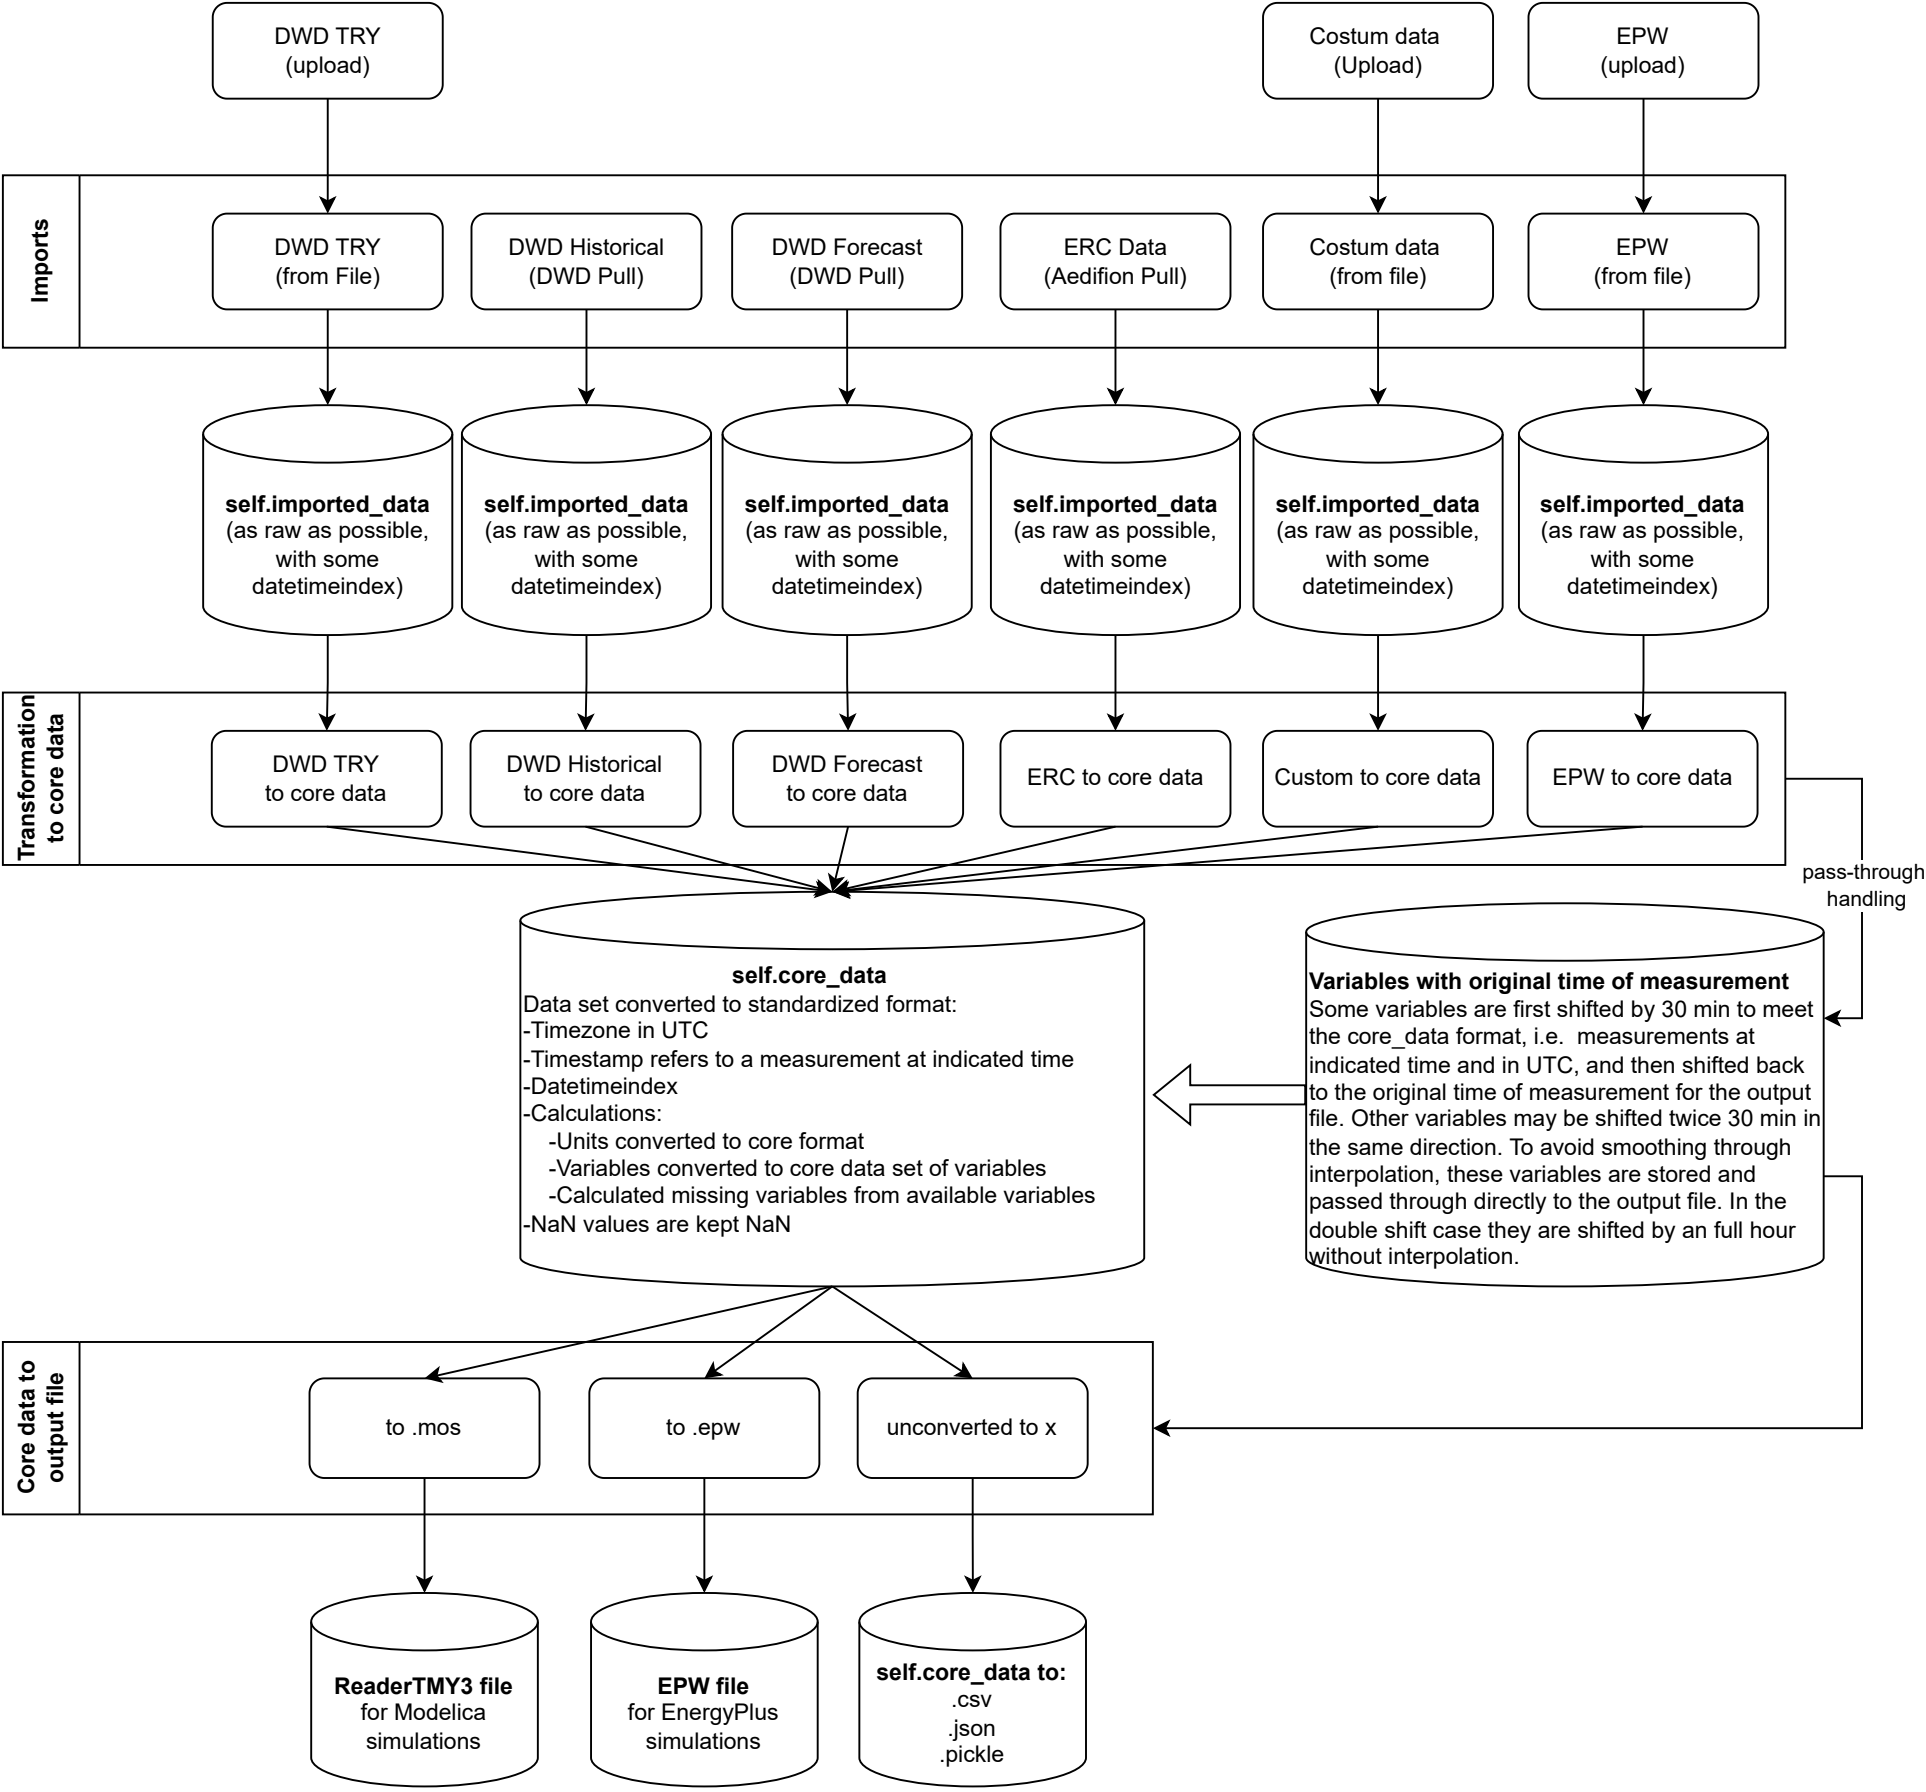 DWD TRY
(upload)
Costum data
(Upload)
EPW
(upload)
Imports
DWD TRY
(from File)
DWD Historical
(DWD Pull)
DWD Forecast
(DWD Pull)
ERC Data
(Aedifion Pull)
Costum data
(from file)
EPW
(from file)
self.imported_data
(as raw as possible,
with some
datetimeindex)
self.imported_data
(as raw as possible,
with some
datetimeindex)
self.imported_data
(as raw as possible,
with some
datetimeindex)
self.imported_data
(as raw as possible,
with some
datetimeindex)
self.imported_data
(as raw as possible,
with some
datetimeindex)
self.imported_data
(as raw as possible,
with some
datetimeindex)
Transformation
to core data
DWD TRY
to core data
DWD Historical
to core data
DWD Forecast
to core data
ERC to core data
Custom to core data
EPW to core data
pass-through
handling
self.core_data
Data set converted to standardized format:
-Timezone in UTC
-Timestamp refers to a measurement at indicated time
-Datetimeindex
-Calculations:
-Units converted to core format
-Variables converted to core data set of variables
-Calculated missing variables from available variables
-NaN values are kept NaN
Variables with original time of measurement
Some variables are first shifted by 30 min to meet
the core_data format, i.e. measurements at
indicated time and in UTC, and then shifted back
to the original time of measurement for the output
file. Other variables may be shifted twice 30 min in
the same direction. To avoid smoothing through
interpolation, these variables are stored and
passed through directly to the output file. In the
double shift case they are shifted by an full hour
without interpolation.
Core data to
output file
to .mos
to .epw
unconverted to x
ReaderTMY3 file
for Modelica
simulations
EPW file
for EnergyPlus
simulations
self.core_data to:
.csv
.json
.pickle